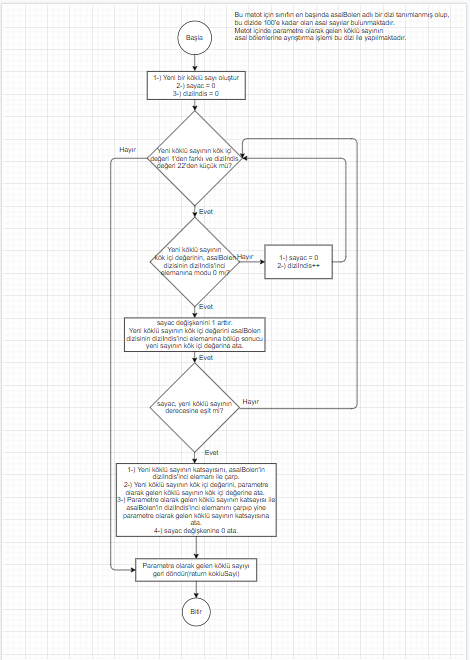 Bu metot için sınıfın en başında asalBolen adlı bir dizi tanımlanmış olup,
bu dizide 100'e kadar olan asal sayılar bulunmaktadır.
Metot içinde parametre olarak gelen köklü sayının
asal bölenlerine ayrıştırma işlemi bu dizi ile yapılmaktadır.
Başla
1-) Yeni bir köklü sayı oluştur
2-) sayac = 0
3-) diziIndis = 0
Hayır
Yeni köklü sayının kök içi
değeri 1'den farklı ve diziIndis
değeri 22'den küçük mü?
Evet
Yeni köklü sayının
kök içi değerinin, asalBolen
dizisinin diziIndis'inci
elemanına modu 0 mı?
Hayır
1-) sayac = 0
2-) diziIndis++
Evet
sayac değişkenini 1 arttır.
Yeni köklü sayının kök içi değerini asalBolen
dizisinin diziIndis'inci elemanına bölüp sonucu
yeni sayının kök içi değerine ata.
Evet
sayac, yeni köklü sayının
derecesine eşit mi?
Hayır
Evet
1-) Yeni köklü sayının katsayısını, asalBolen'in
diziIndis'inci elemanı ile çarp.
2-) Yeni köklü sayının kök içi değerini, parametre
olarak gelen köklü sayının kök içi değerine ata.
3-) Parametre olarak gelen köklü sayının katsayısı ile
asalBolen'in diziIndis'inci elemanını çarpıp yine
parametre olarak gelen köklü sayının katsayısına
ata.
4-) sayac değişkenine 0 ata.
Parametre olarak gelen köklü sayıyı
geri döndür(return kokluSayi)
Bitir